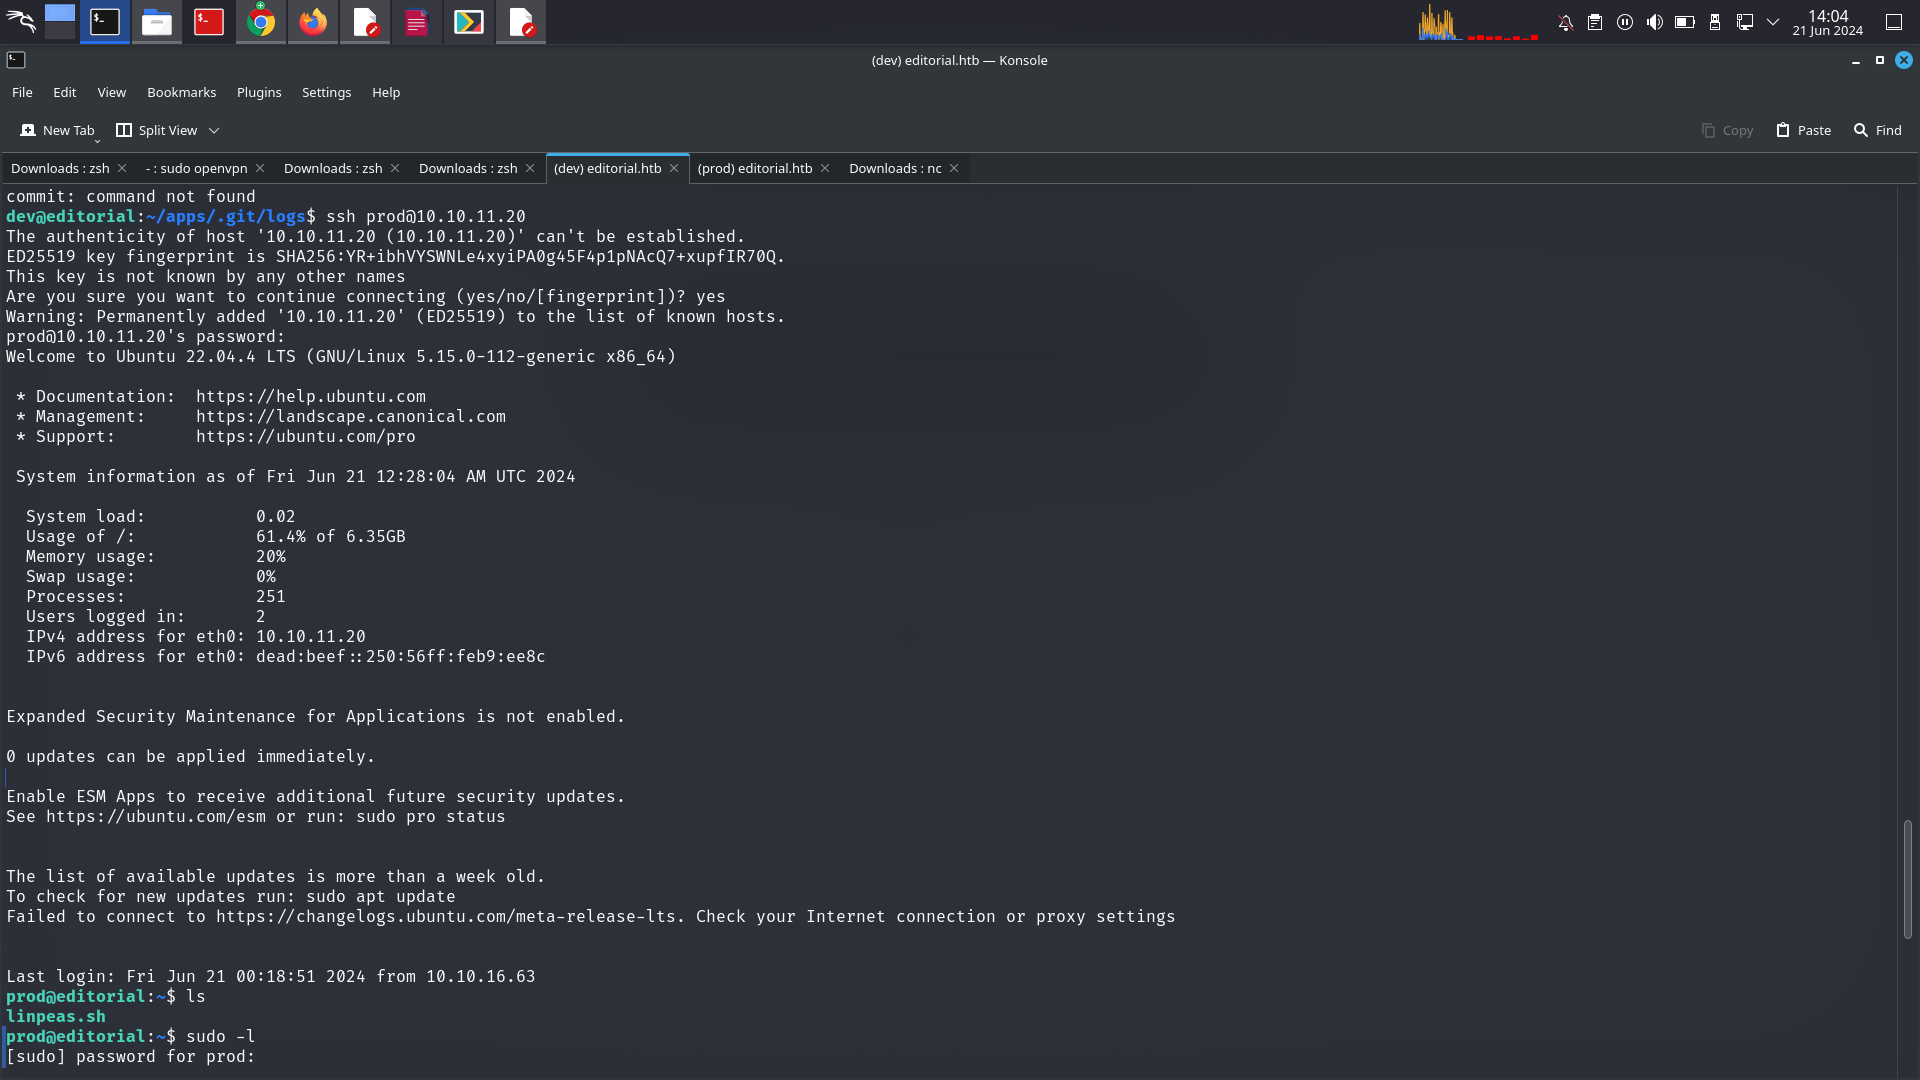 14:04
21 Jun 2024
(dev) editorial.htb — Konsole
File Edit View Bookmarks Plugins Settings Help
New Tab Split View Copy Paste Find
Downloads : zsh - : sudo openvpn Downloads : zsh Downloads : zsh (dev) editorial.htb (prod) editorial.htb Downloads : nc
commit: command not found
dev@editorial:~/apps/.git/logs$ ssh prod@10.10.11.20
The authenticity of host '10.10.11.20 (10.10.11.20)' can't be established.
ED25519 key fingerprint is SHA256:YR+ibhVYSWNLe4xyiPA0g45F4p1pNAcQ7+xupfIR70Q.
This key is not known by any other names
Are you sure you want to continue connecting (yes/no/[fingerprint])? yes
Warning: Permanently added '10.10.11.20' (ED25519) to the list of known hosts.
prod@10.10.11.20's password:
Welcome to Ubuntu 22.04.4 LTS (GNU/Linux 5.15.0-112-generic x86_64)
* Documentation: https://help.ubuntu.com
* Management: https://landscape.canonical.com
* Support: https://ubuntu.com/pro
System information as of Fri Jun 21 12:28:04 AM UTC 2024
System load: 0.02
Usage of /: 61.4% of 6.35GB
Memory usage: 20%
Swap usage: 0%
Processes: 251
Users logged in: 2
IPv4 address for eth0: 10.10.11.20
IPv6 address for eth0: dead:beef::250:56ff:feb9:ee8c
Expanded Security Maintenance for Applications is not enabled.
0 updates can be applied immediately.
Enable ESM Apps to receive additional future security updates.
See https://ubuntu.com/esm or run: sudo pro status
The list of available updates is more than a week old.
To check for new updates run: sudo apt update
Failed to connect to https://changelogs.ubuntu.com/meta-release-lts. Check your Internet connection or proxy settings
Last login: Fri Jun 21 00:18:51 2024 from 10.10.16.63
prod@editorial:~$ ls
linpeas.sh
prod@editorial:~$ sudo -l
[sudo] password for prod: